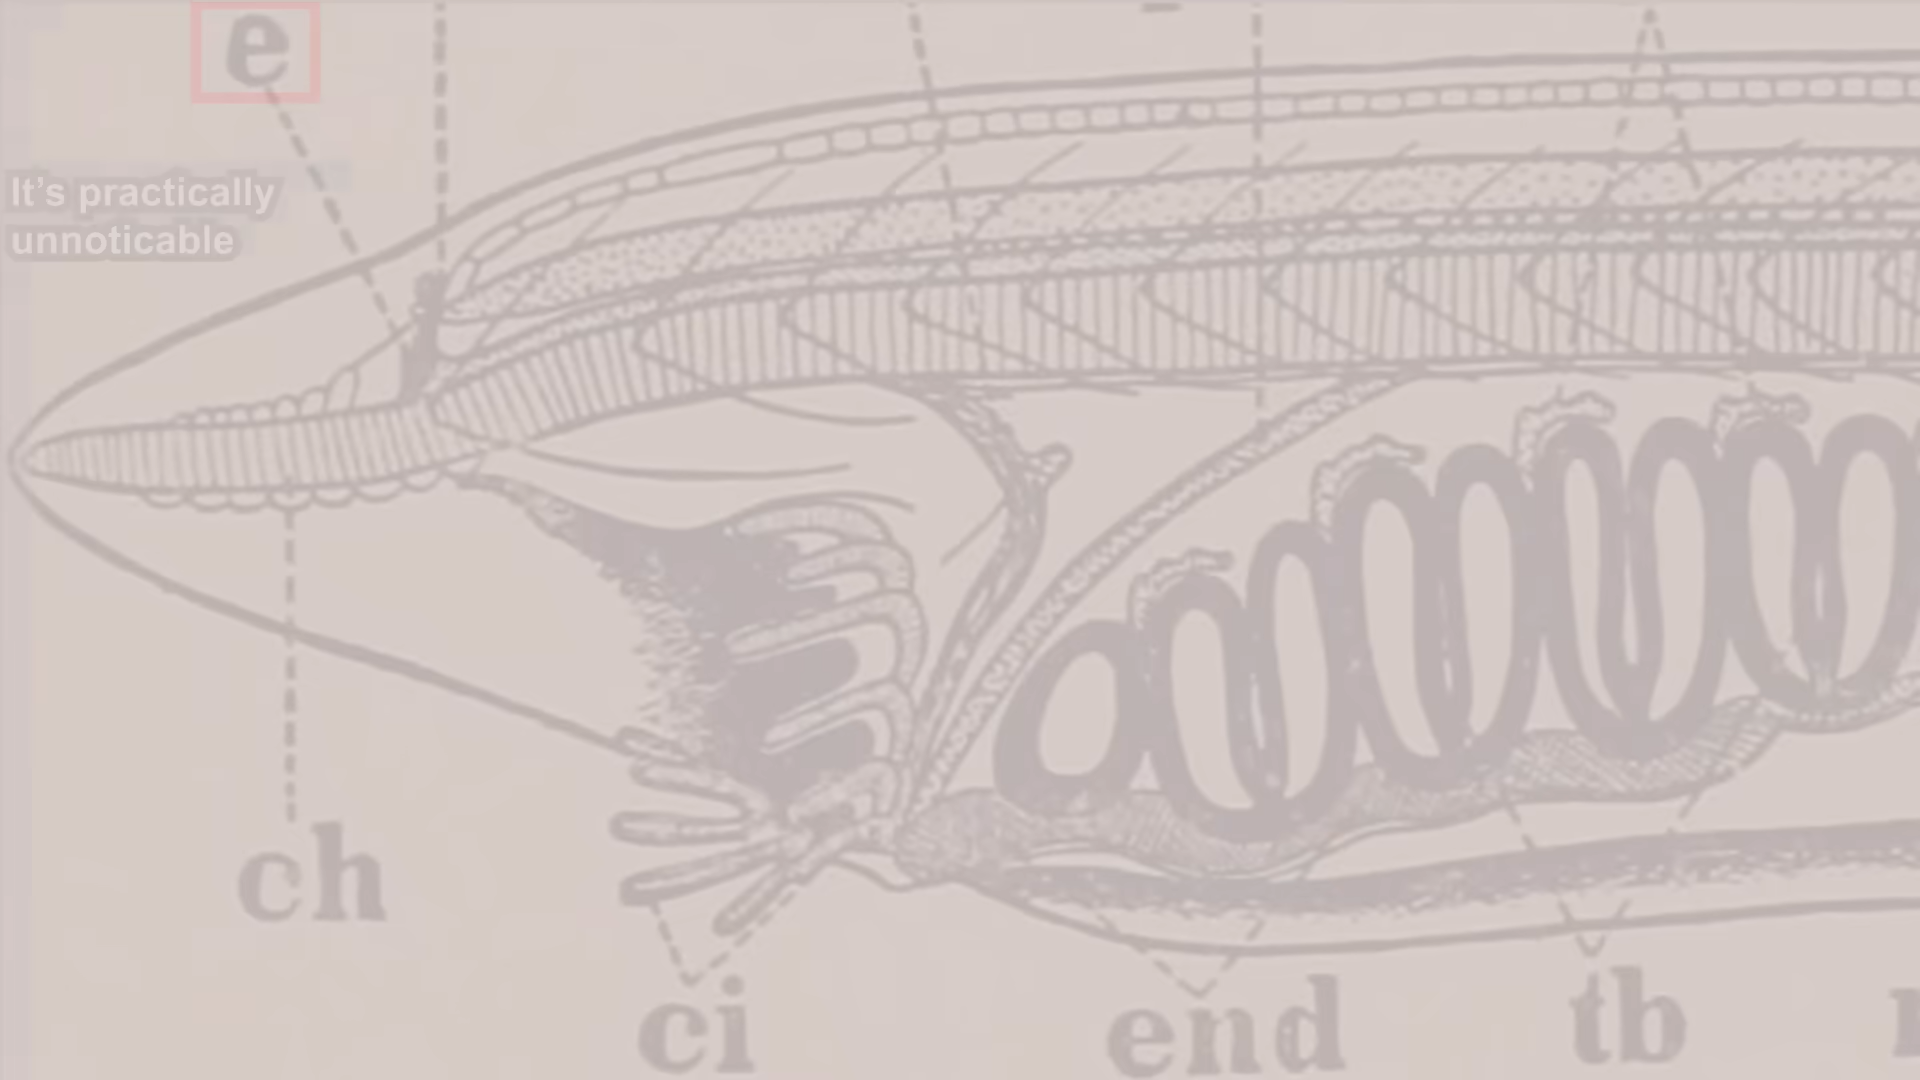 e
It's practically
unnoticable
ch
ci
end
tb